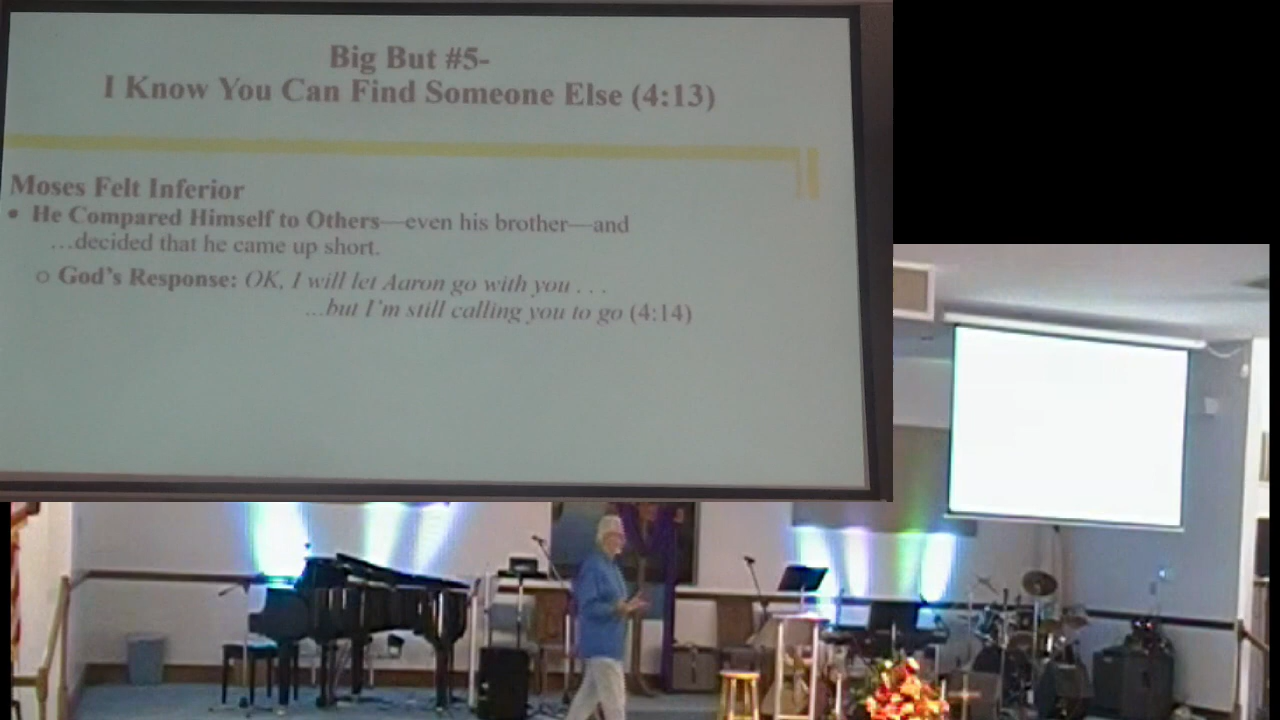 Big But #5-
I Know You Can Find Someone Else (4:13)
Moses Felt Inferior
• He Compared Himself to Others—even his brother—and
…decided that he came up short.
o God's Response: OK, I will let Aaron go with you . . .
…but I'm still calling you to go (4:14)